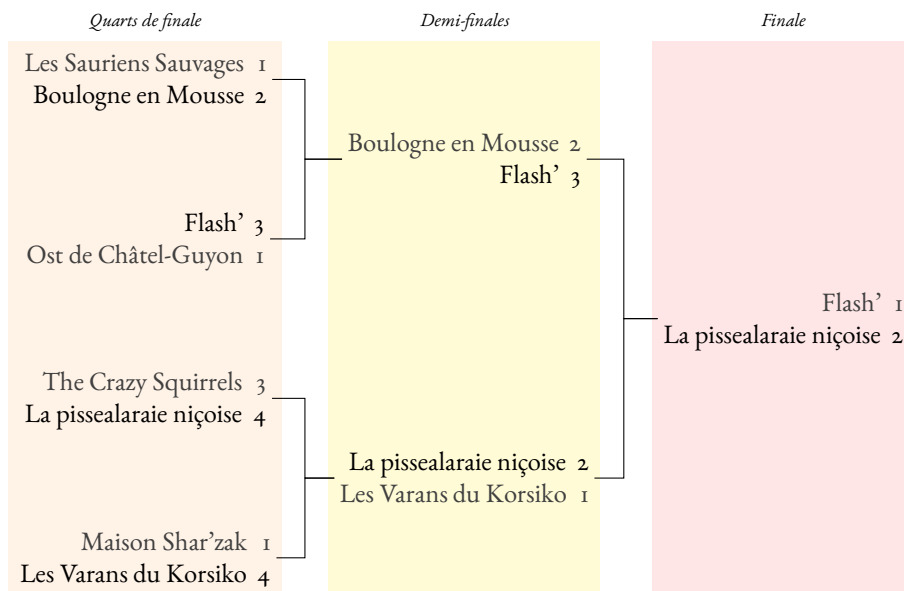 Quarts de finale
Demi-finales
Finale
Les Sauriens Sauvages 1
Boulogne en Mousse 2
Boulogne en Mousse 2
Flash’ 3
Flash’ 3
Ost de Châtel-Guyon 1
Flash’ 1
La pissealaraie niçoise 2
The Crazy Squirrels 3
La pissealaraie niçoise 4
La pissealaraie niçoise 2
Les Varans du Korsiko 1
Maison Shar’zak 1
Les Varans du Korsiko 4